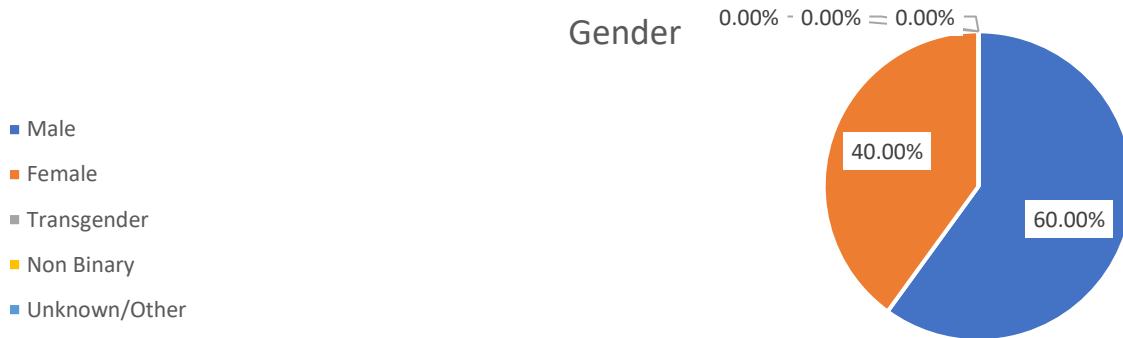 Gender
0.00% 0.00% 0.00%
Male
Female
Transgender
Non Binary
Unknown/Other
40.00%
60.00%